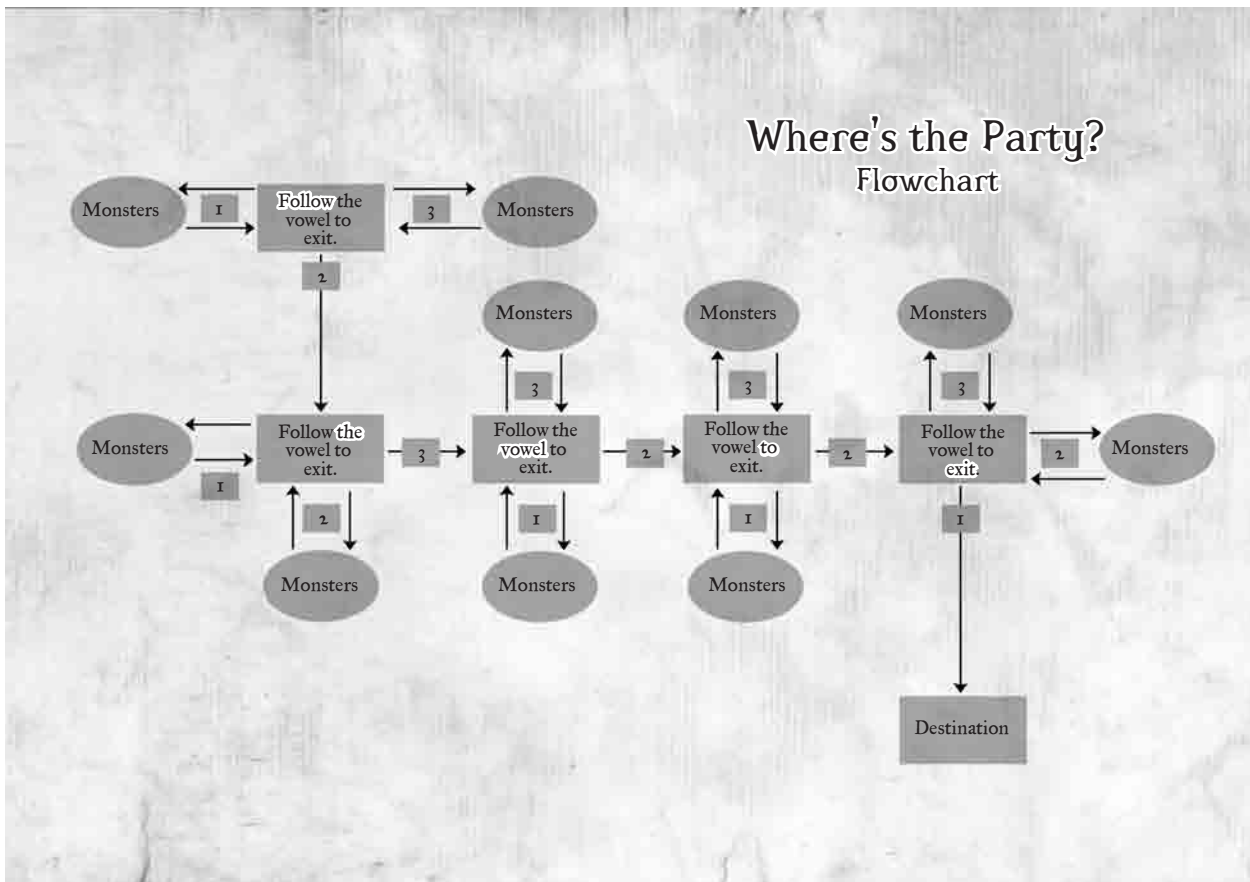 Where's the Party?
Flowchart
Monsters
1
Follow the
vowel to
exit.
3
Monsters
2
Monsters
Monsters
Monsters
3
3
3
Monsters
1
Follow the
vowel to
exit.
3
Follow the
vowel to
exit.
2
Follow the
vowel to
exit.
2
Follow the
vowel to
exit.
2
Monsters
2
1
1
1
Monsters
Monsters
Monsters
Destination